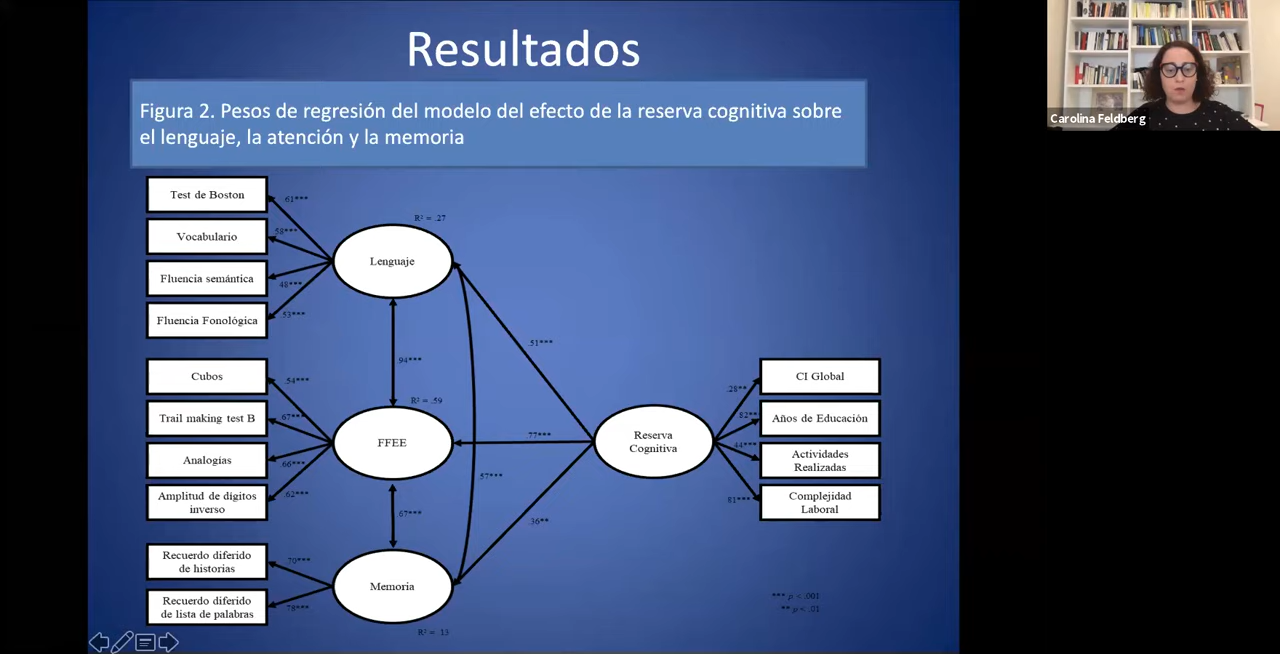 Resultados
Figura 2. Pesos de regresión del modelo del efecto de la reserva cognitiva sobre
el lenguaje, la atención y la memoria
Carolina Feldberg
Test de Boston
Vocabulario
Fluencia semántica
Fluencia Fonológica
.61***
.58***
.48***
.53***
R² = .27
Lenguaje
.94***
.51***
Cubos
Trail making test B
Analogías
Amplitud de dígitos
inverso
.54***
.67***
.66***
.62***
R² = .59
FFEE
.77***
.57***
.67***
.36**
Reserva
Cognitiva
.28**
.82**
.44***
.81***
CI Global
Años de Educación
Actividades
Realizadas
Complejidad
Laboral
Recuerdo diferido
de historias
Recuerdo diferido
de lista de palabras
.70***
.78***
Memoria
R² = .13
*** p < .001
** p < .01